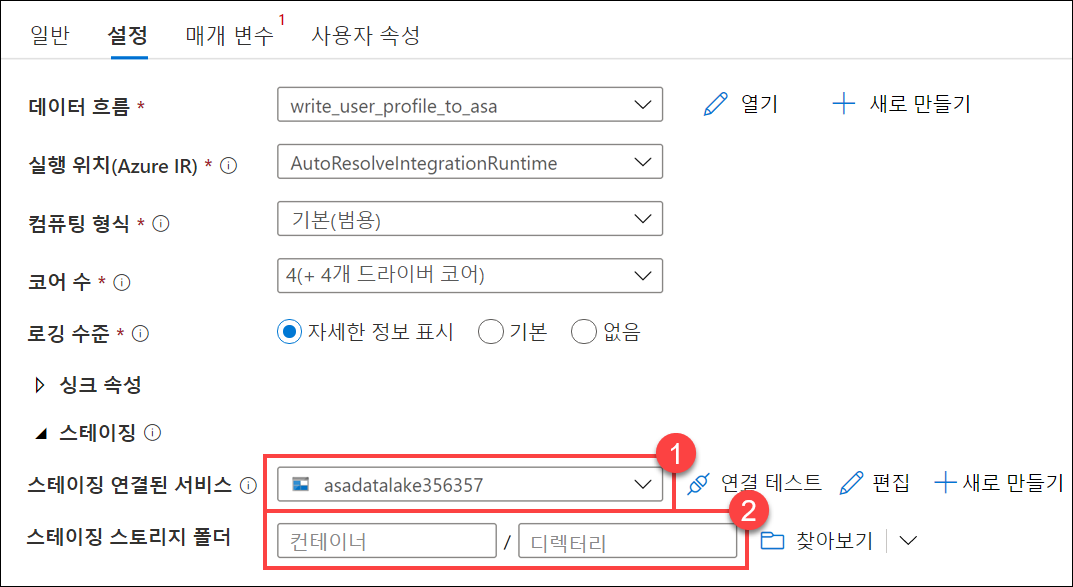 일반 설정 매개 변수 1 사용자 속성
데이터 흐름 * write_user_profile_to_asa 열기 새로 만들기
실행 위치(Azure IR) * AutoResolveIntegrationRuntime
컴퓨팅 형식 * 기본(범용)
코어 수 * 4(+ 4개 드라이버 코어)
로깅 수준 * 자세한 정보 표시 기본 없음
싱크 속성
스테이징
1
스테이징 연결된 서비스 asadatalake356357 연결 테스트 편집 새로 만들기
2
스테이징 스토리지 폴더 컨테이너 / 디렉터리 찾아보기